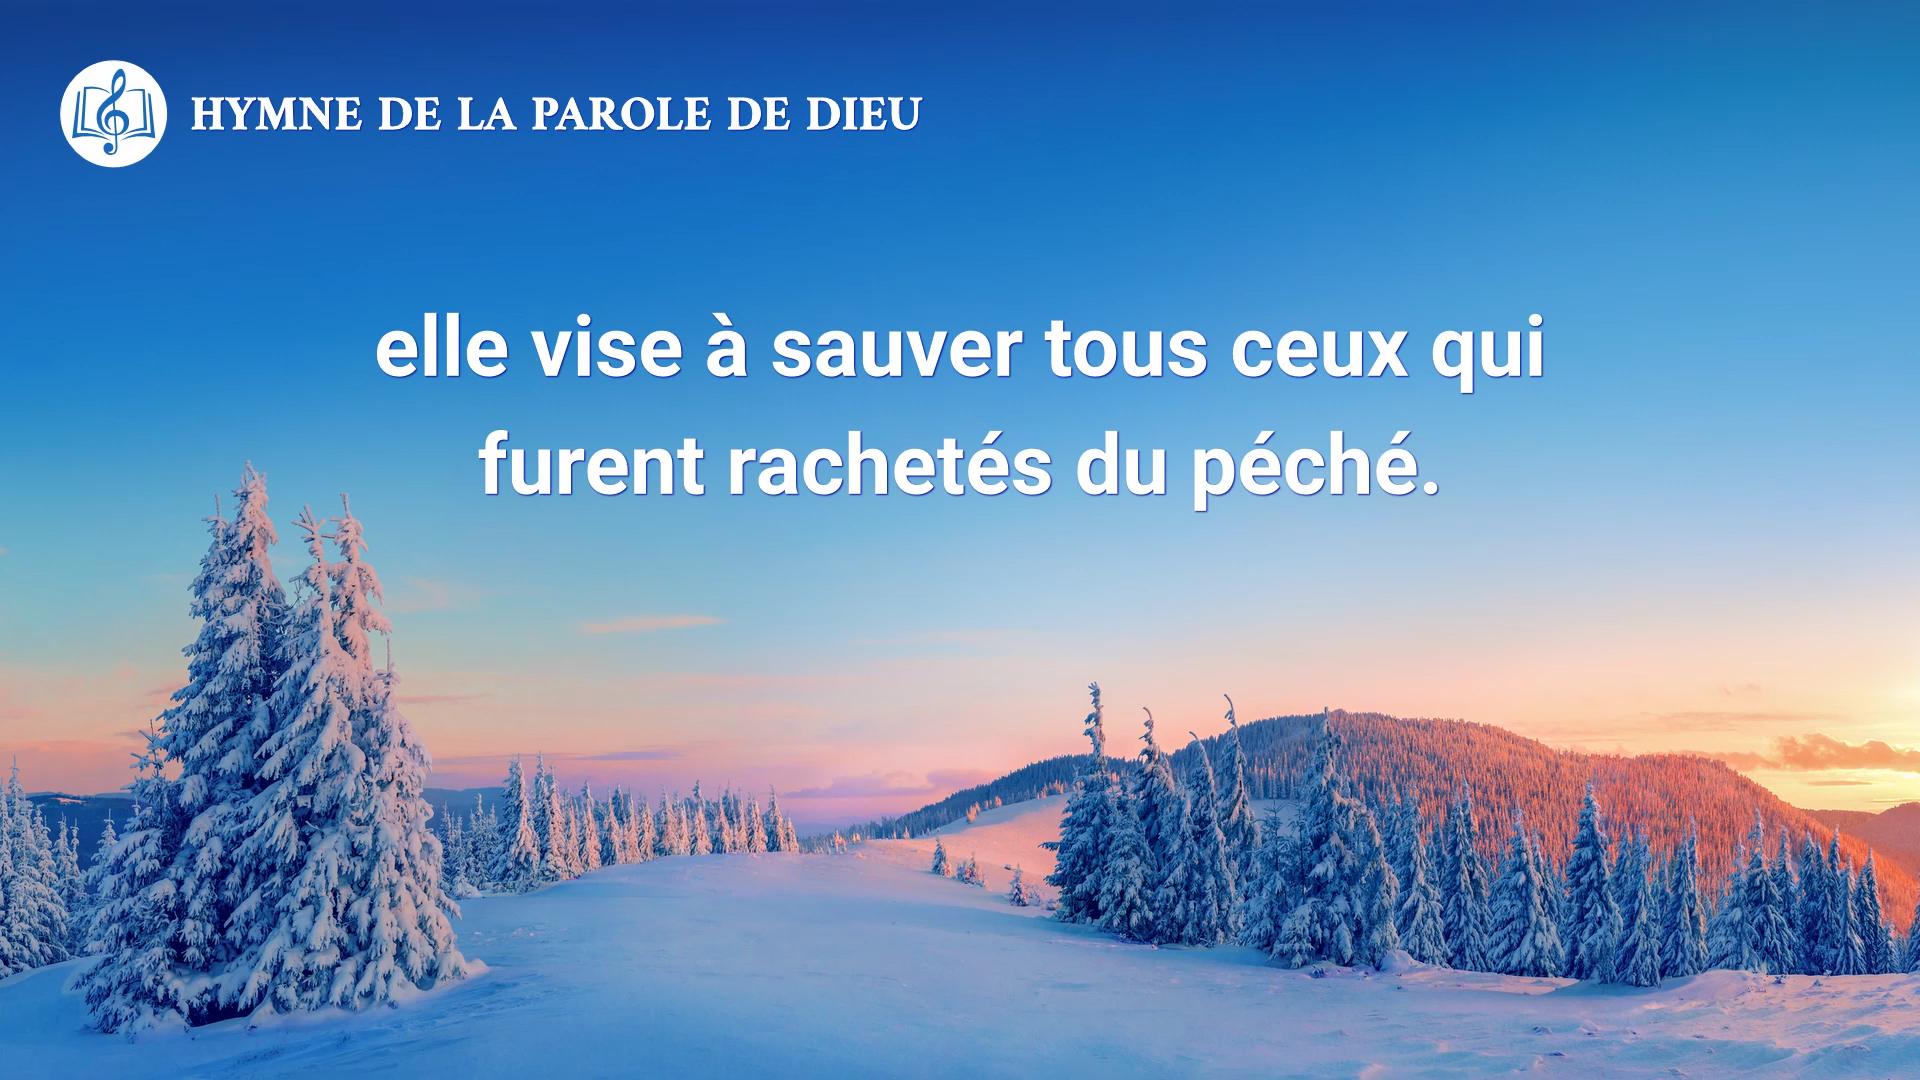 HYMNE DE LA PAROLE DE DIEU
elle vise à sauver tous ceux qui
furent rachetés du péché.